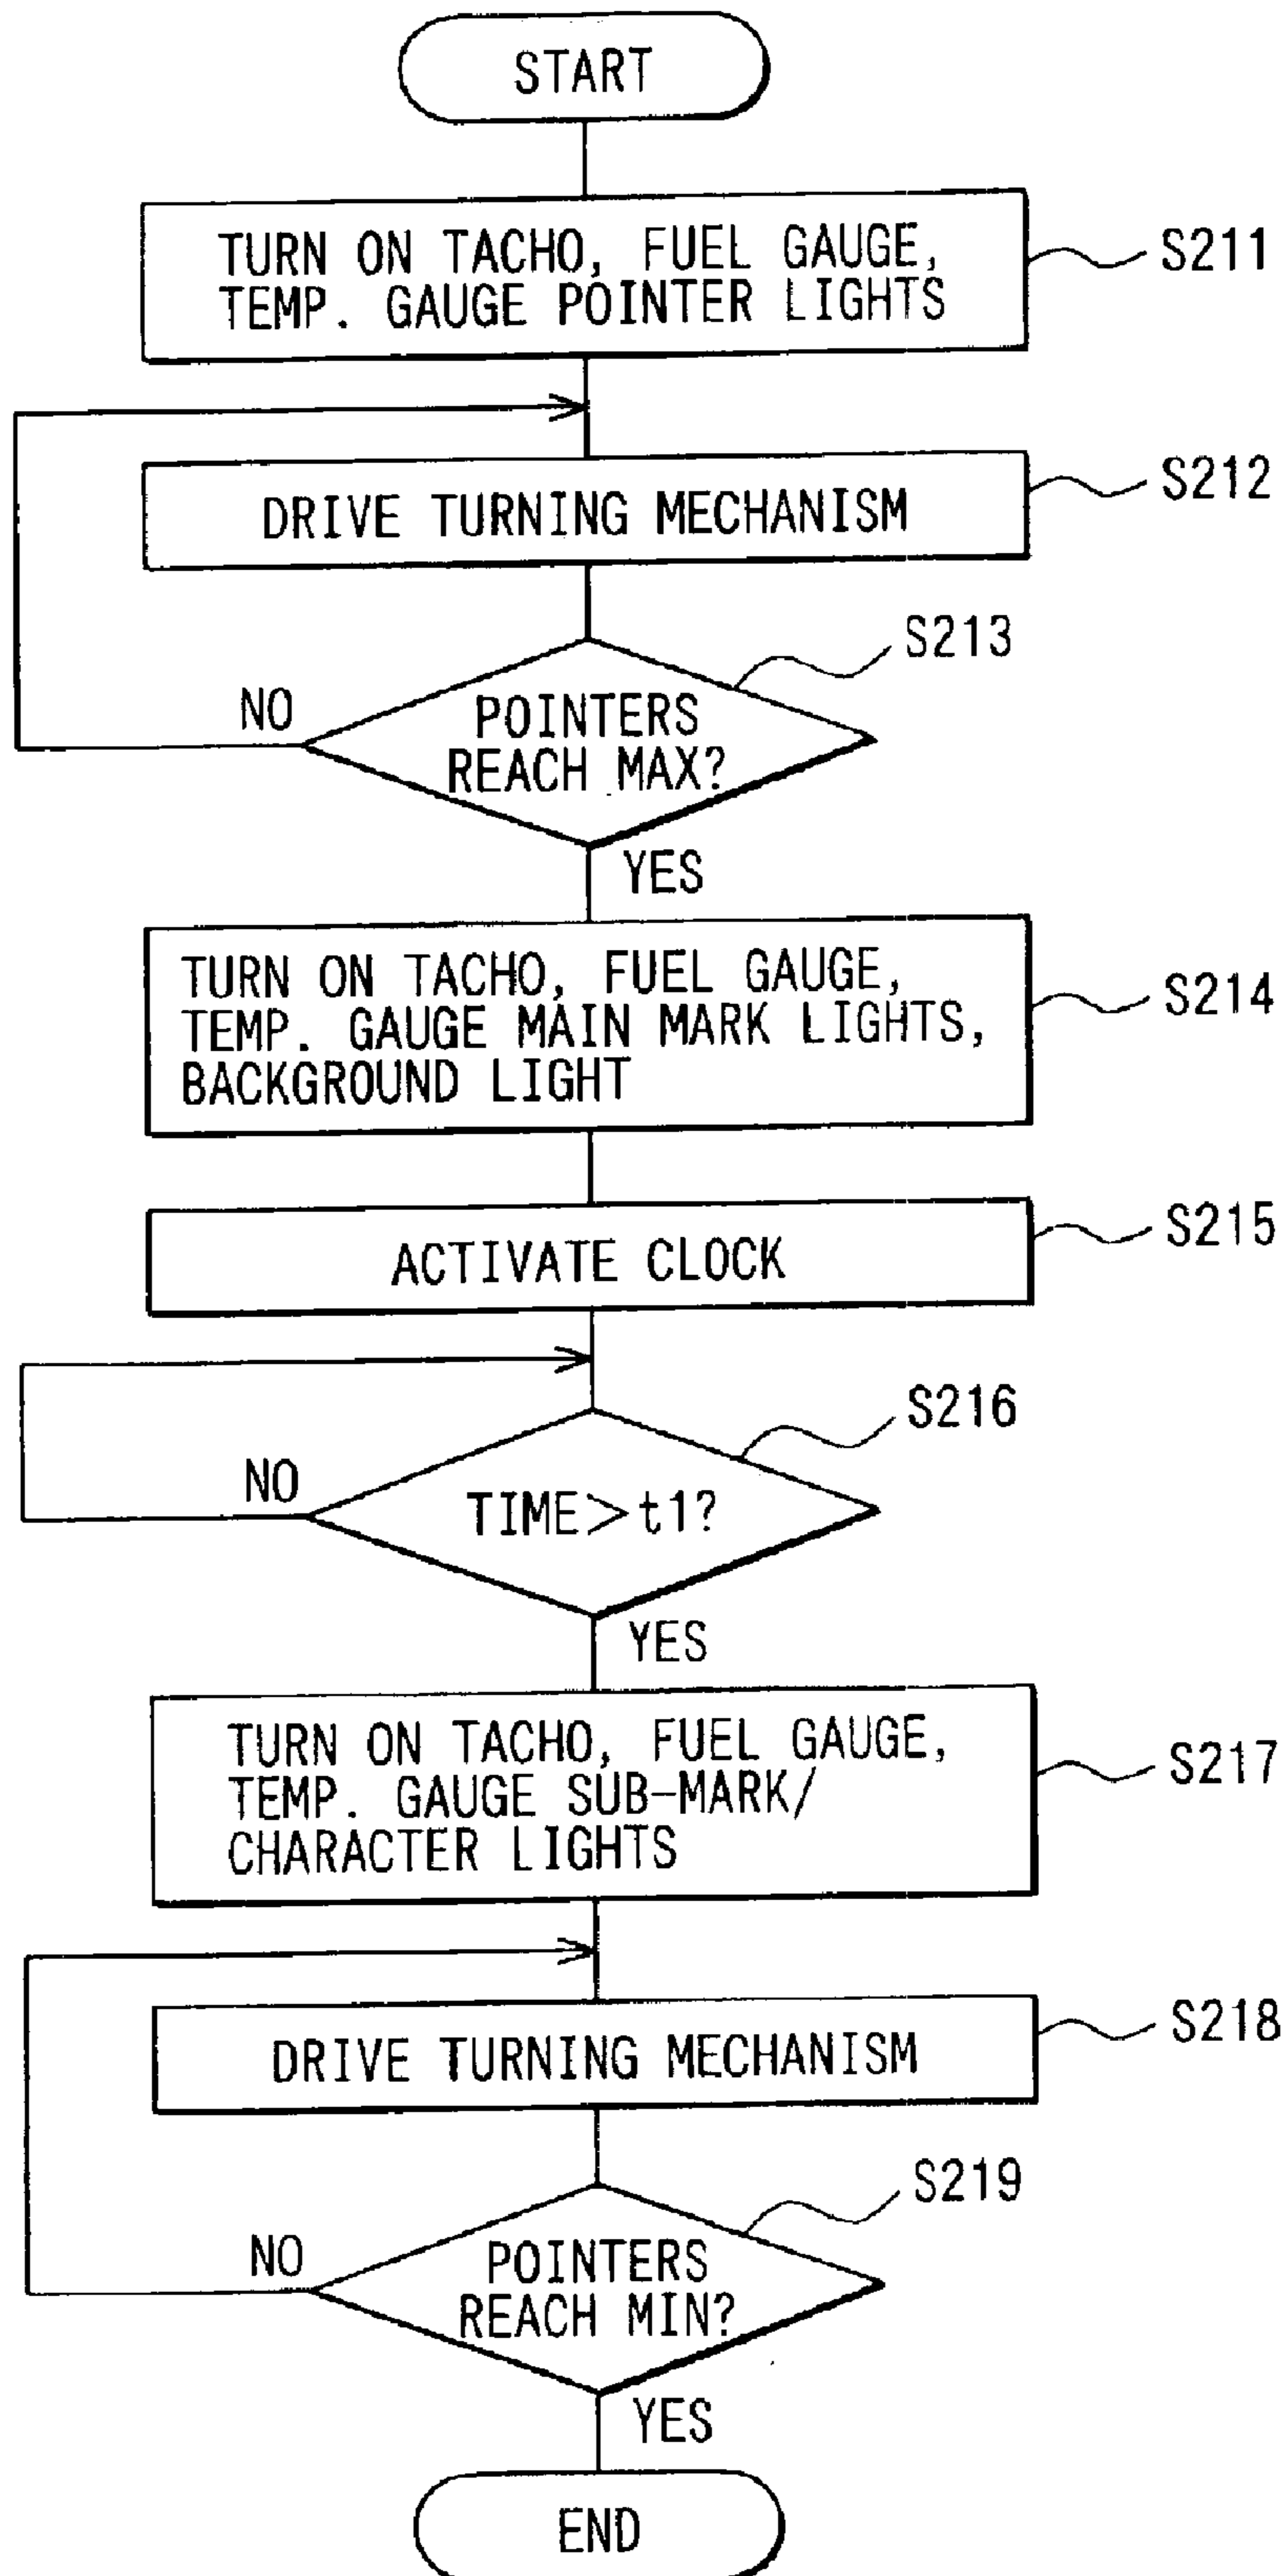 START
TURN ON TACHO, FUEL GAUGE,
TEMP. GAUGE POINTER LIGHTS
S211
DRIVE TURNING MECHANISM
S212
S213
NO
POINTERS
REACH MAX?
YES
TURN ON TACHO, FUEL GAUGE,
TEMP. GAUGE MAIN MARK LIGHTS,
BACKGROUND LIGHT
S214
ACTIVATE CLOCK
S215
S216
NO
TIME>t1?
YES
TURN ON TACHO, FUEL GAUGE,
TEMP. GAUGE SUB-MARK/
CHARACTER LIGHTS
S217
DRIVE TURNING MECHANISM
S218
S219
NO
POINTERS
REACH MIN?
YES
END